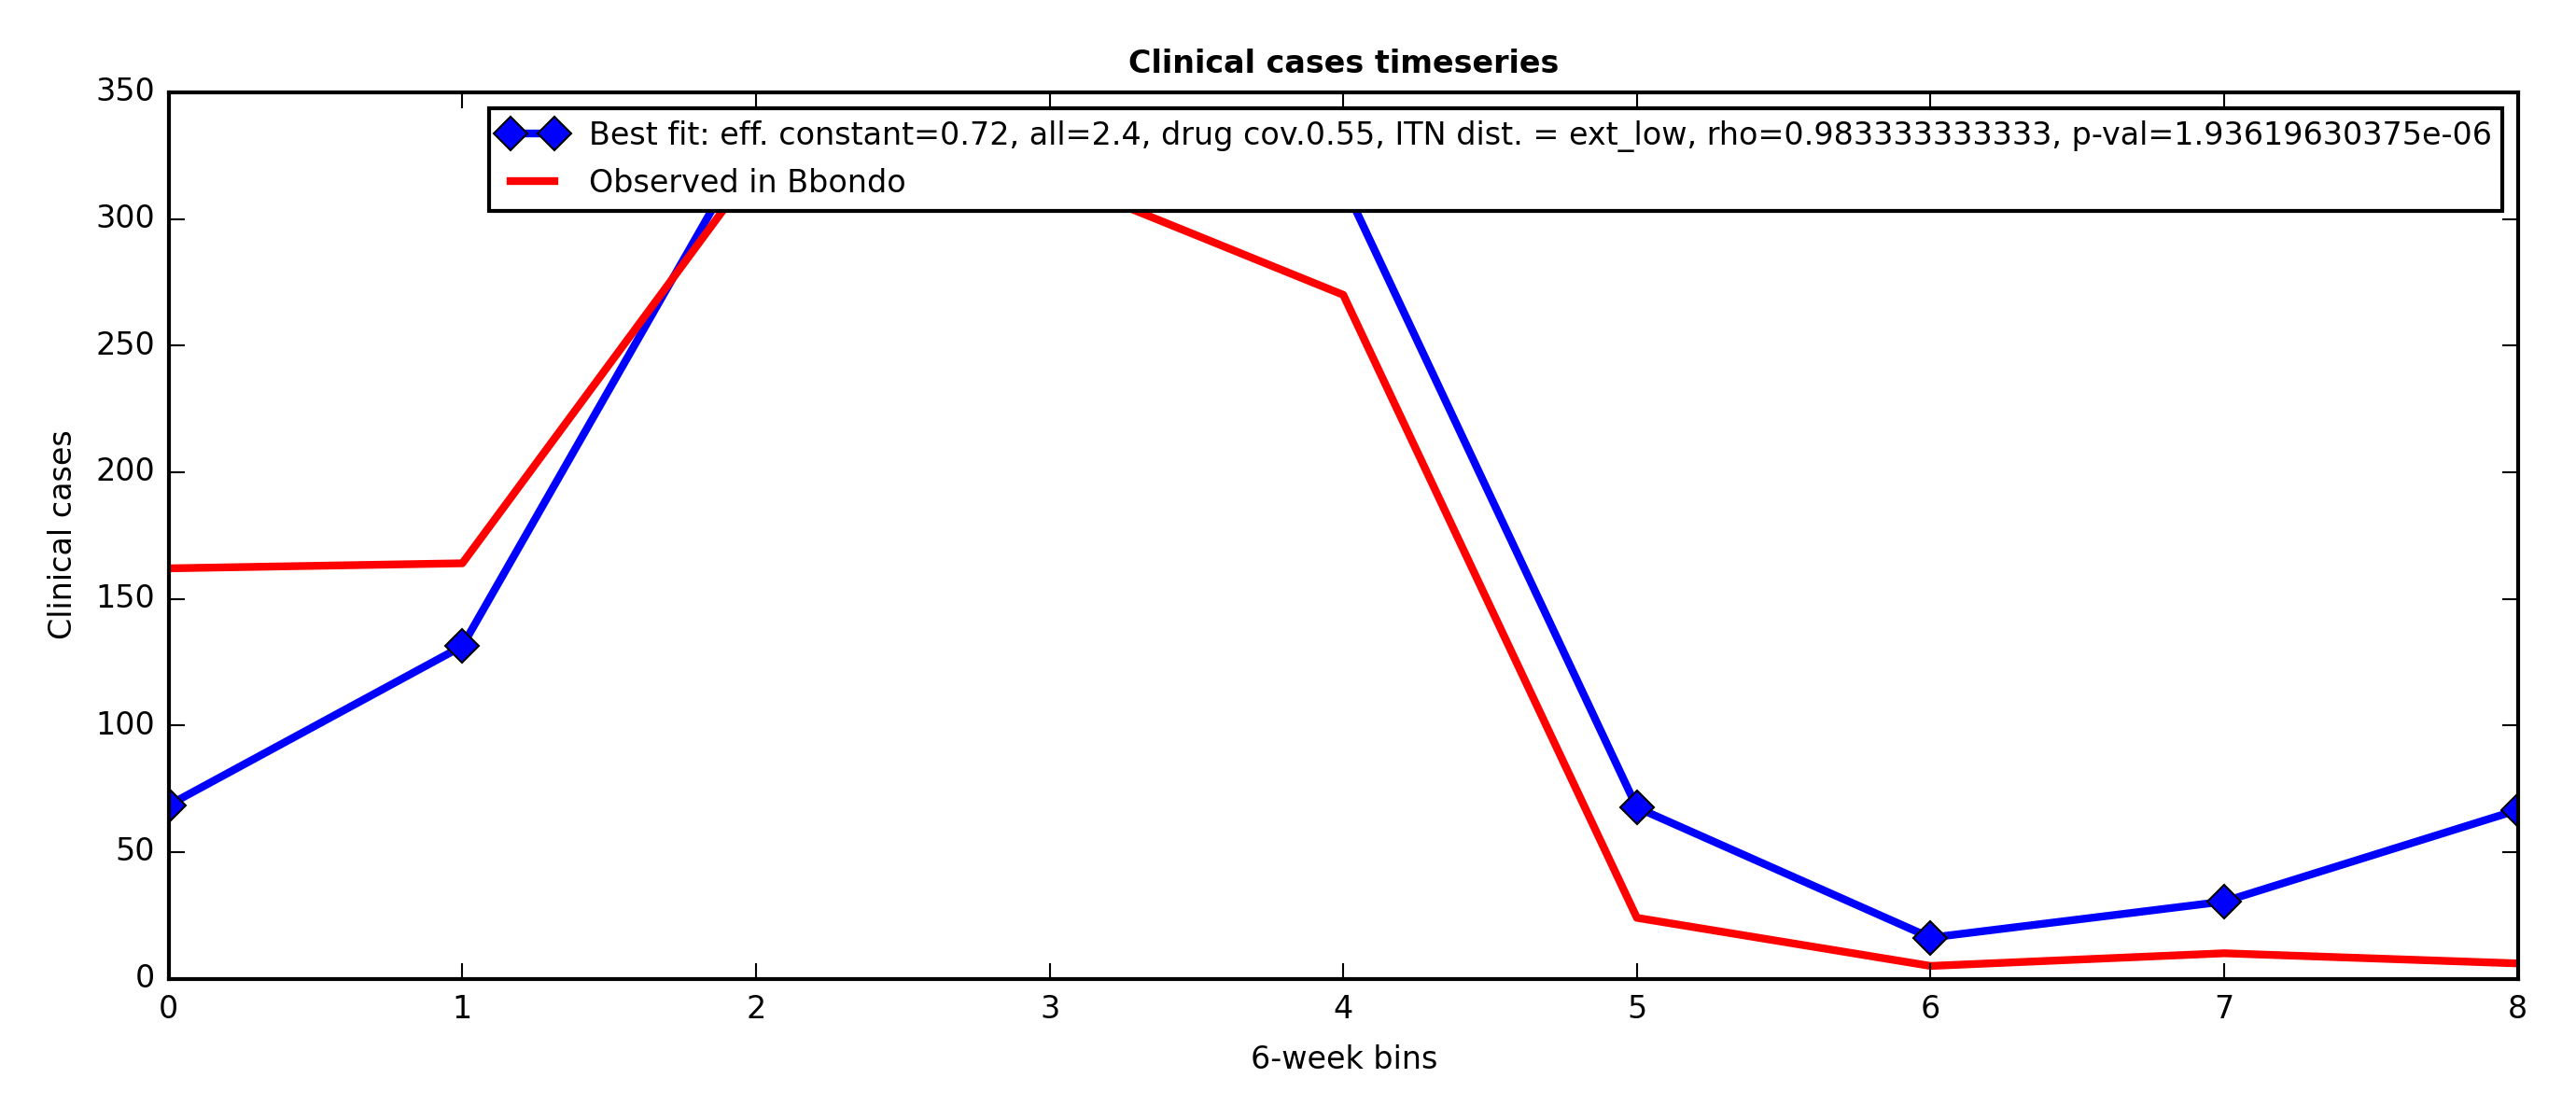 Clinical cases timeseries
350
300
250
200
150
100
50
0
Clinical cases
Best fit: eff. constant=0.72, all=2.4, drug cov.0.55, ITN dist. = ext_low, rho=0.983333333333, p-val=1.93619630375e-06
Observed in Bbondo
0 1 2 3 4 5 6 7 8
6-week bins